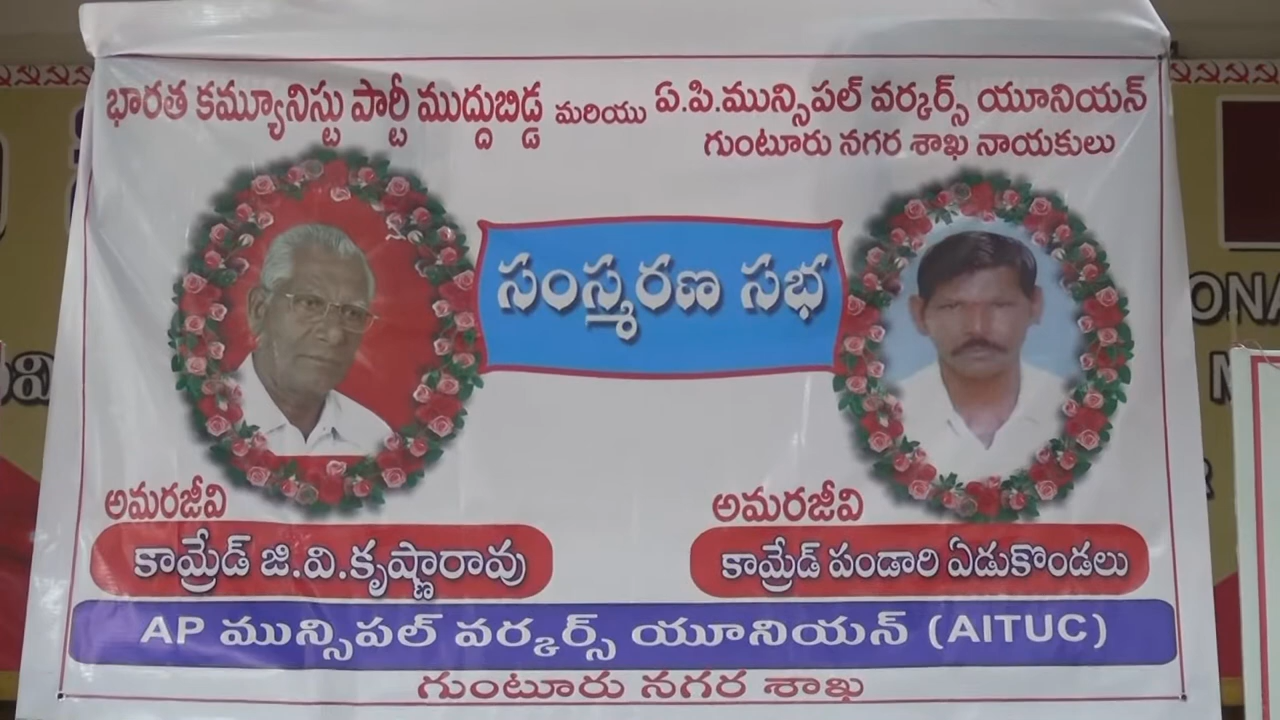 భారత కమ్యూనిస్టు పార్టీ ముద్దుబిడ్డ మరియు ఏ.పి.మున్సిపల్ వర్కర్స్ యూనియన్
గుంటూరు నగర శాఖ నాయకులు
సంస్మరణ సభ
అమరజీవి
కామ్రేడ్ జి.వి.కృష్ణారావు
అమరజీవి
కామ్రేడ్ పండారి ఏడుకొండలు
AP మున్సిపల్ వర్కర్స్ యూనియన్ (AITUC)
గుంటూరు నగర శాఖ